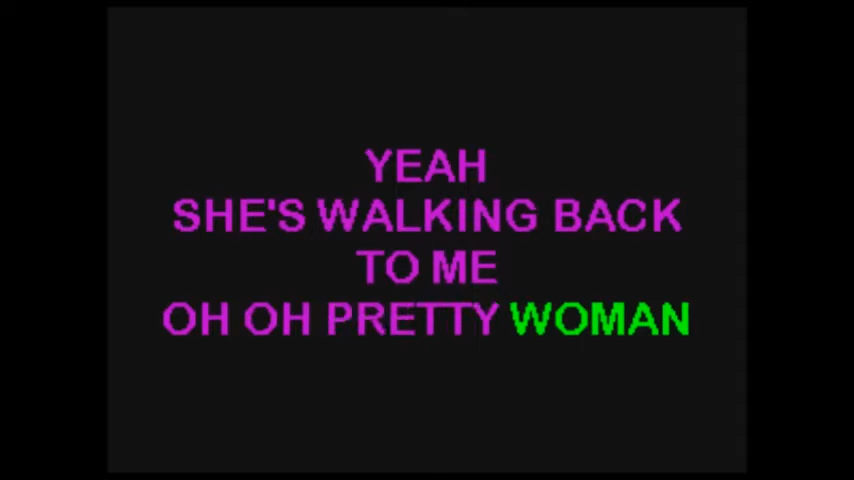 YEAH
SHE'S WALKING BACK
TO ME
OH OH PRETTY WOMAN